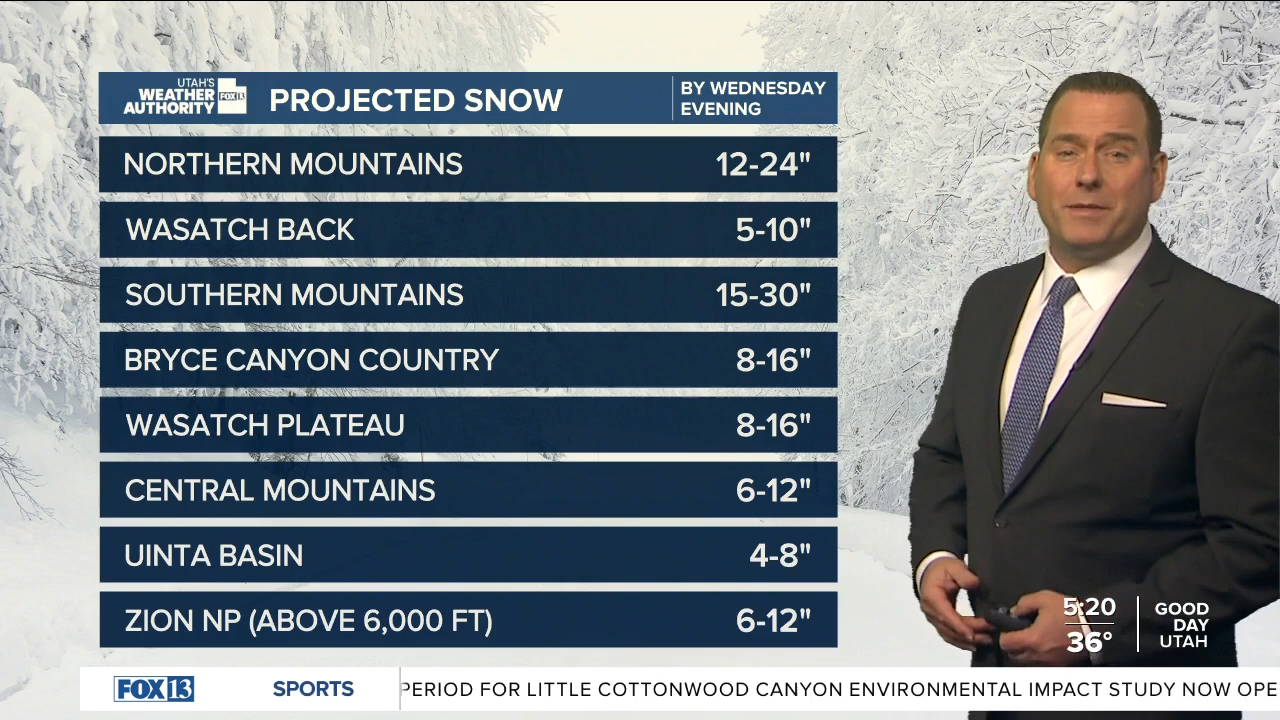 UTAH'S
WEATHER
AUTHORITY
FOX 13
PROJECTED SNOW
BY WEDNESDAY
EVENING
NORTHERN MOUNTAINS 12-24"
WASATCH BACK 5-10"
SOUTHERN MOUNTAINS 15-30"
BRYCE CANYON COUNTRY 8-16"
WASATCH PLATEAU 8-16"
CENTRAL MOUNTAINS 6-12"
UINTA BASIN 4-8"
ZION NP (ABOVE 6,000 FT) 6-12"
5:20
36°
GOOD
DAY
UTAH
FOX 13 SPORTS PERIOD FOR LITTLE COTTONWOOD CANYON ENVIRONMENTAL IMPACT STUDY NOW OPE